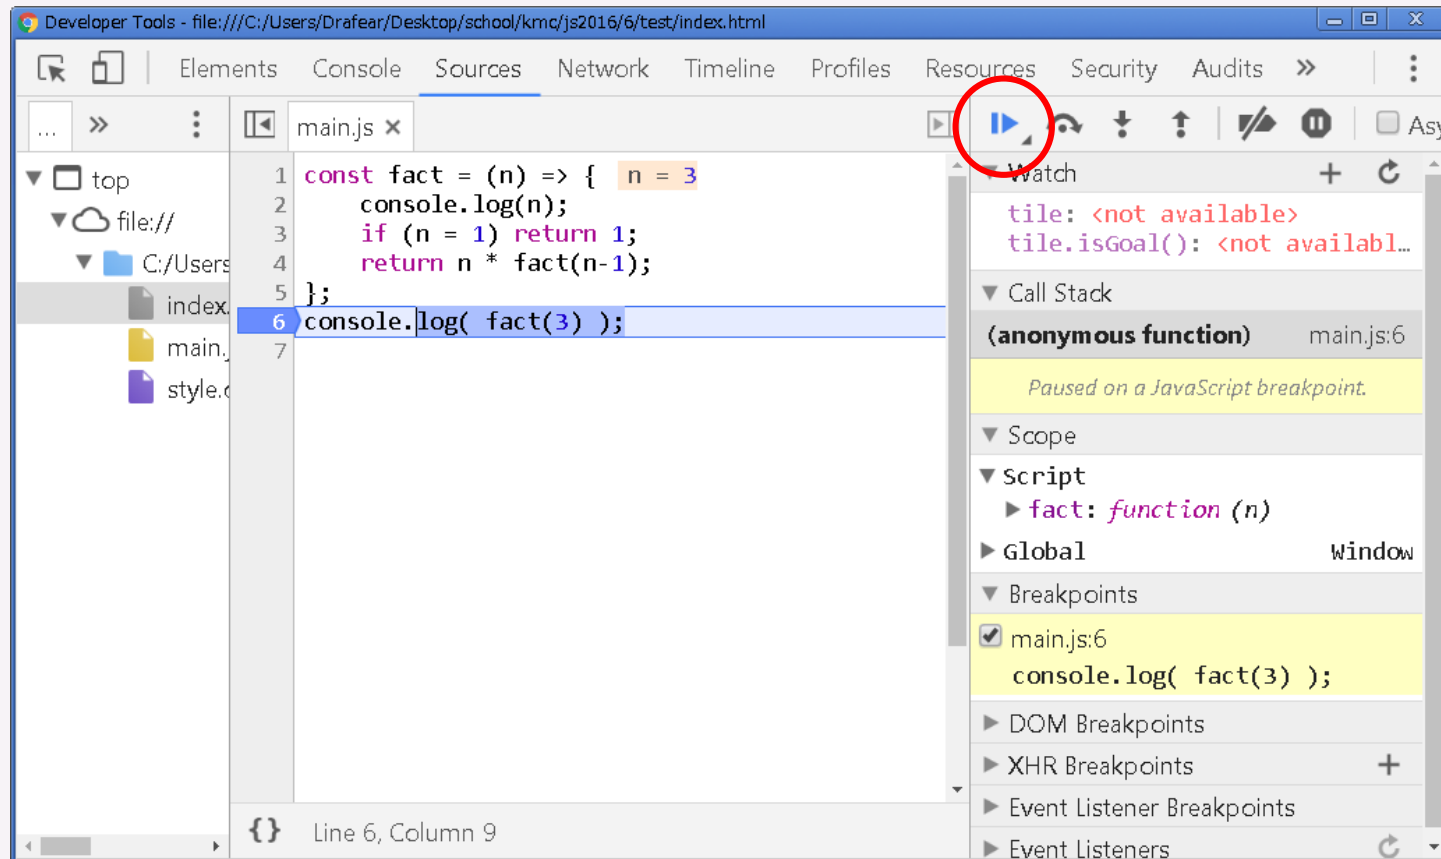 Developer Tools - file:///C:/Users/Drafear/Desktop/school/kmc/js2016/6/test/index.html
Elements Console Sources Network Timeline Profiles Resources Security Audits »
... » main.js × Asy
top
file://
C:/Users
index.
main.j
style.c
1 const fact = (n) => { n = 3
2 console.log(n);
3 if (n = 1) return 1;
4 return n * fact(n-1);
5 };
6 console.log( fact(3) );
7
{} Line 6, Column 9
Watch
tile: <not available>
tile.isGoal(): <not availabl…
Call Stack
(anonymous function) main.js:6
Paused on a JavaScript breakpoint.
Scope
Script
fact: function (n)
Global Window
Breakpoints
main.js:6
console.log( fact(3) );
DOM Breakpoints
XHR Breakpoints
Event Listener Breakpoints
Event Listeners